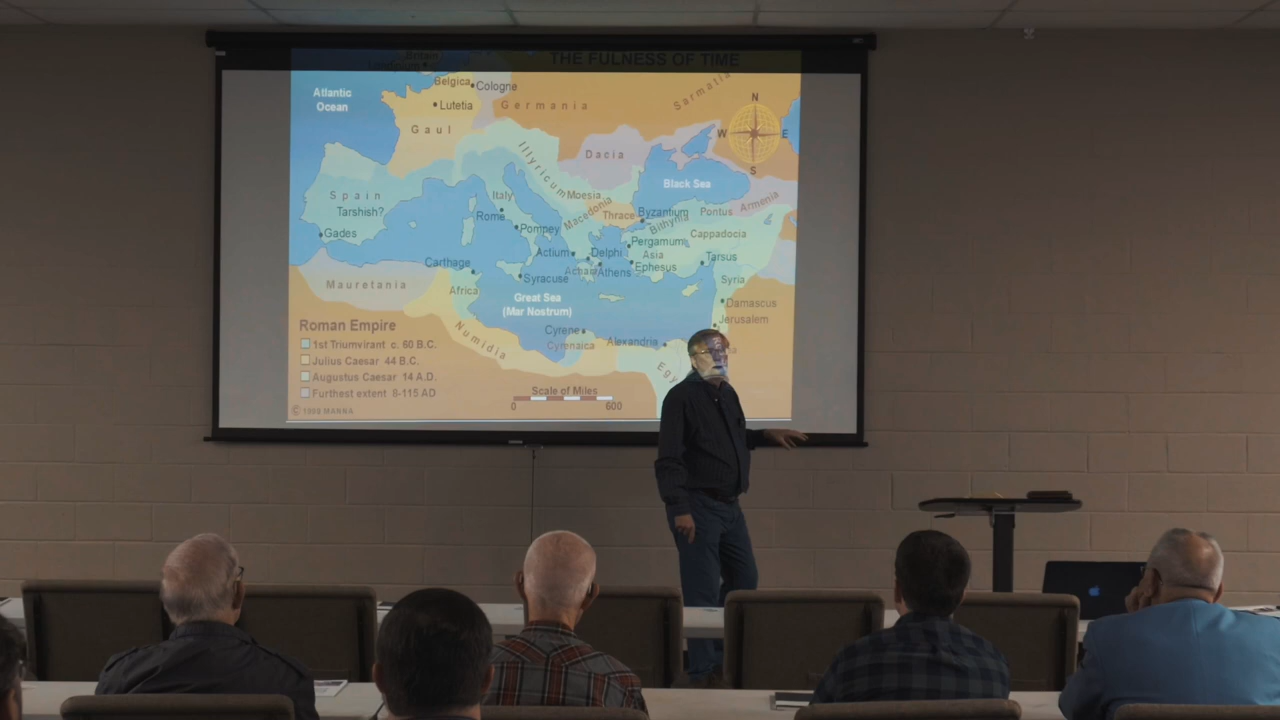 THE FULNESS OF TIME
Britain
Belgica
Cologne
Atlantic
Ocean
Lutetia
Germania
Sarmatia
N
W
E
S
Gaul
Illyricum
Dacia
Black Sea
Spain
Tarshish?
Italy
Moesia
Armenia
Rome
Macedonia
Thrace
Byzantium
Pontus
Bithynia
Gades
Pompey
Pergamum
Cappadocia
Actium
Delphi
Asia
Tarsus
Carthage
Achaia
Athens
Ephesus
Syracuse
Syria
Mauretania
Africa
Great Sea
(Mar Nostrum)
Damascus
Jerusalem
Numidia
Cyrene
Cyrenaica
Alexandria
Egy
Roman Empire
1st Triumvirant c. 60 B.C.
Julius Caesar 44 B.C.
Augustus Caesar 14 A.D.
Furthest extent 8-115 AD
Scale of Miles
0
600
© 1998 MANNA